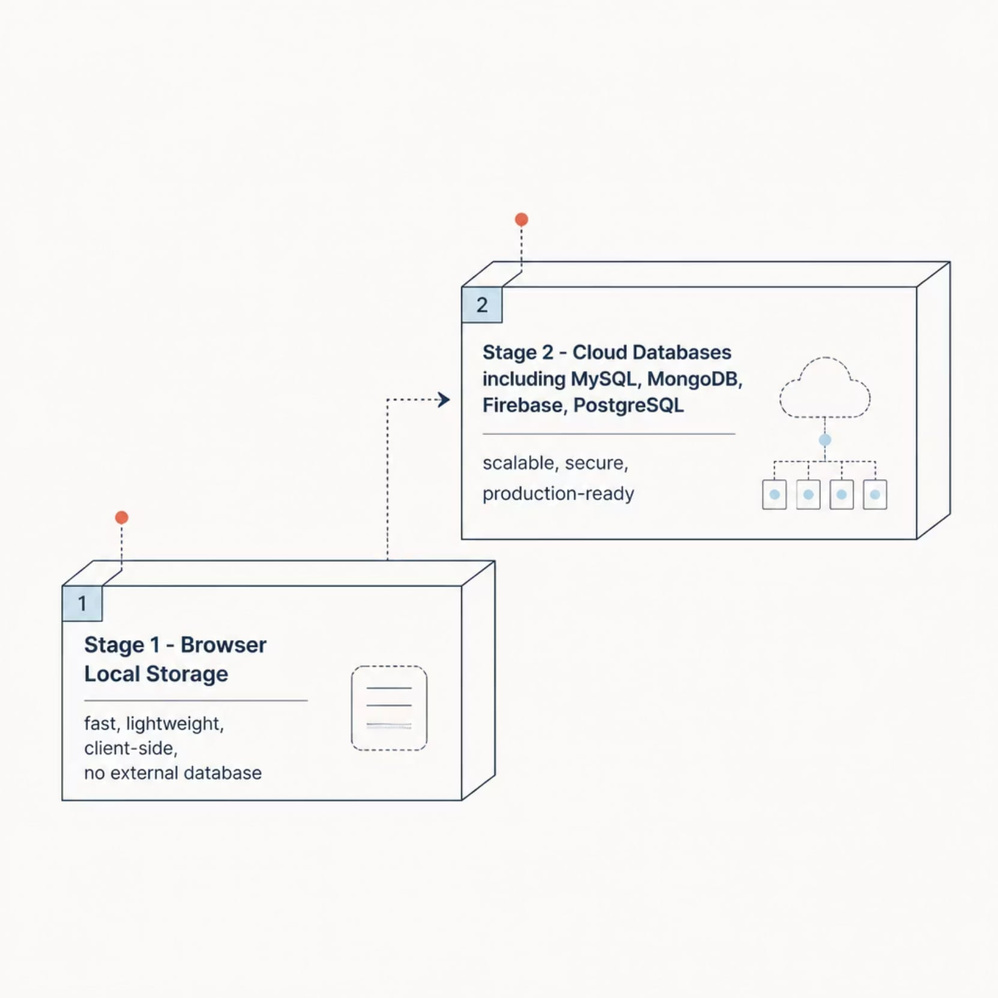 2
Stage 2 - Cloud Databases
including MySQL, MongoDB,
Firebase, PostgreSQL
scalable, secure,
production-ready
1
Stage 1 - Browser
Local Storage
fast, lightweight,
client-side,
no external database